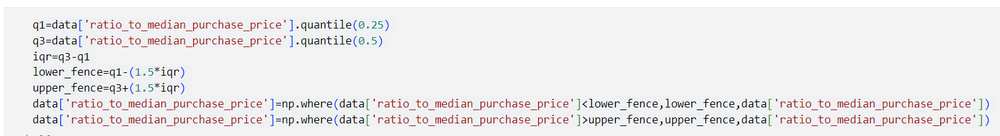 q1=data['ratio_to_median_purchase_price'].quantile(0.25)
q3=data['ratio_to_median_purchase_price'].quantile(0.5)
iqr=q3-q1
lower_fence=q1-(1.5*iqr)
upper_fence=q3+(1.5*iqr)
data['ratio_to_median_purchase_price']=np.where(data['ratio_to_median_purchase_price']<lower_fence,lower_fence,data['ratio_to_median_purchase_price'])
data['ratio_to_median_purchase_price']=np.where(data['ratio_to_median_purchase_price']>upper_fence,upper_fence,data['ratio_to_median_purchase_price'])